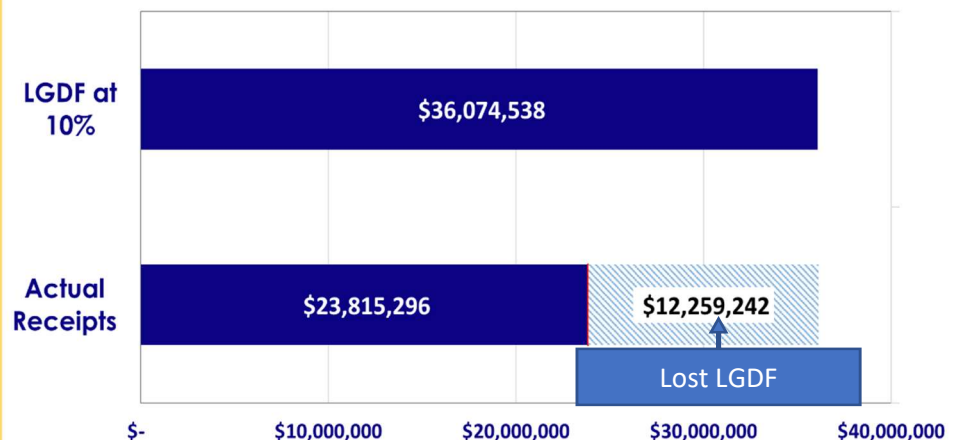 LGDF at
10%
$36,074,538
Actual
Receipts
$23,815,296
$12,259,242
Lost LGDF
$-
$10,000,000
$20,000,000
$30,000,000
$40,000,000